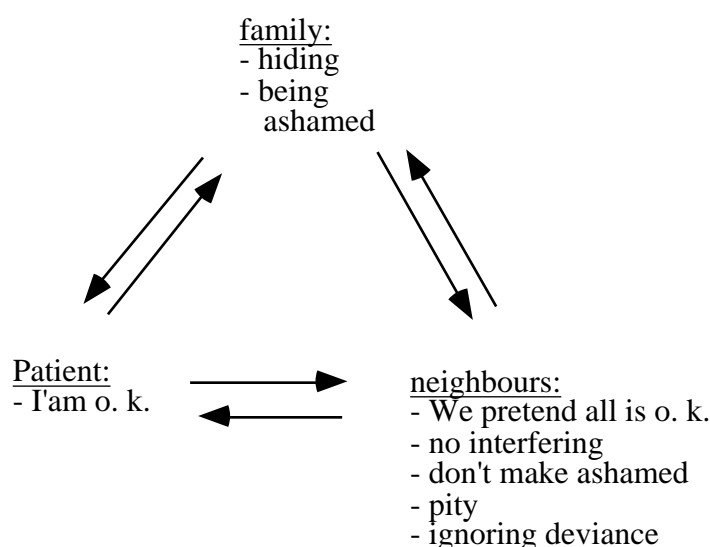 family:
- hiding
- being
ashamed
Patient:
- I'am o. k.
neighbours:
- We pretend all is o. k.
- no interfering
- don't make ashamed
- pity
- ignoring deviance